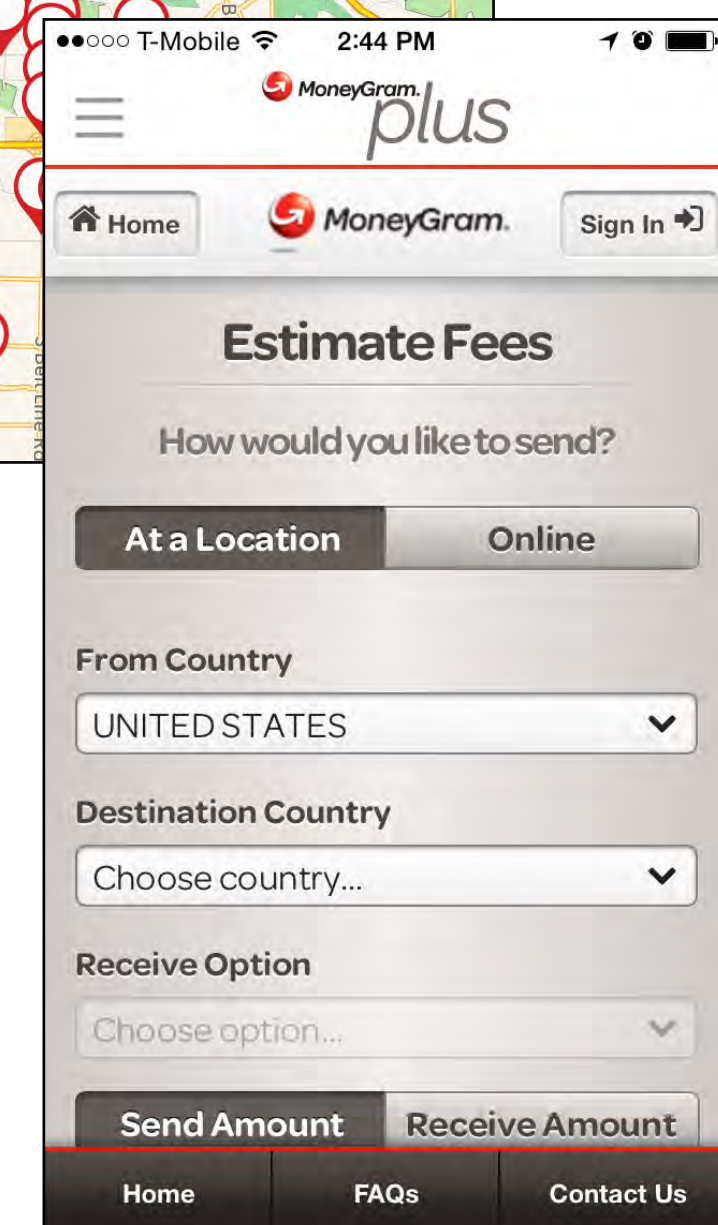 B
●●○○○ T-Mobile 2:44 PM
MoneyGram.
plus
Home MoneyGram. Sign In
Estimate Fees
How would you like to send?
At a Location Online
From Country
UNITED STATES
Destination Country
Choose country...
Receive Option
Choose option...
Send Amount Receive Amount
Home FAQs Contact Us